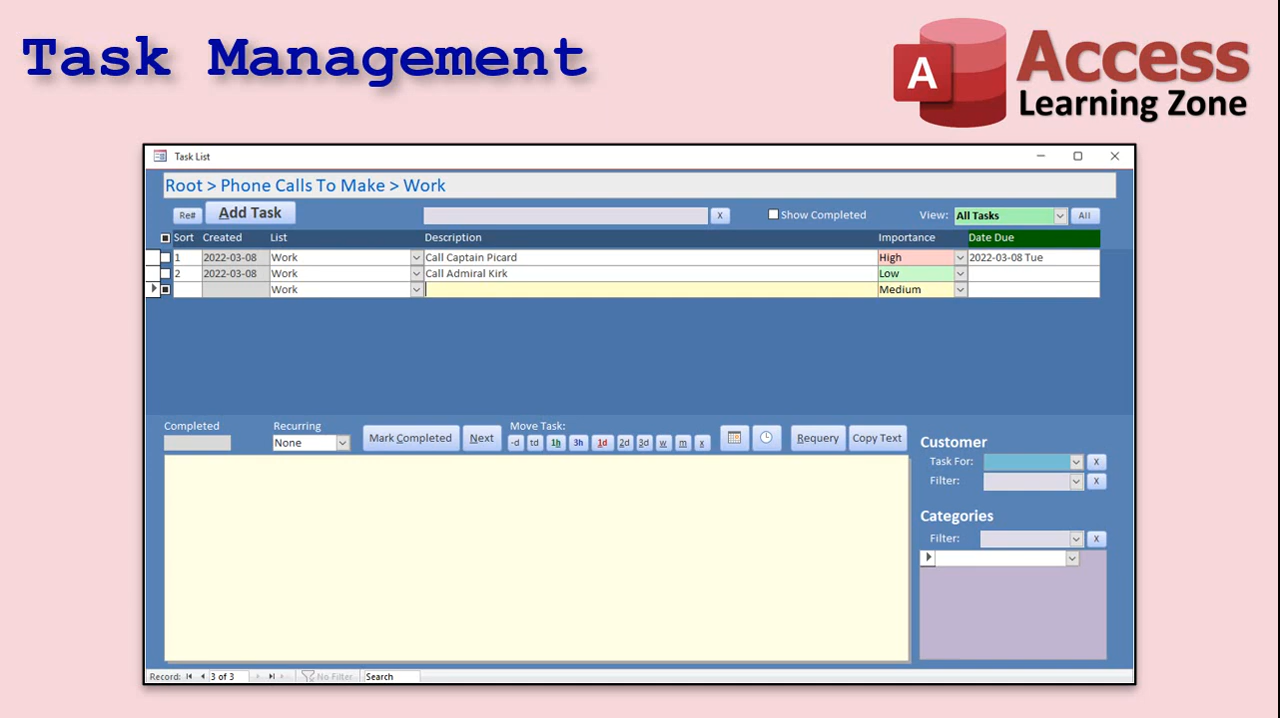 Task Management
A
Access
Learning Zone
Task List
Root > Phone Calls To Make > Work
Re# Add Task X Show Completed View: All Tasks All
Sort Created List Description Importance Date Due
1 2022-03-08 Work Call Captain Picard High 2022-03-08 Tue
2 2022-03-08 Work Call Admiral Kirk Low
Work Medium
Completed Recurring Move Task:
None Mark Completed Next -d td 1h 3h 1d 2d 3d w m x Requery Copy Text
Customer
Task For: X
Filter: X
Categories
Filter: X
Record: 3 of 3 No Filter Search